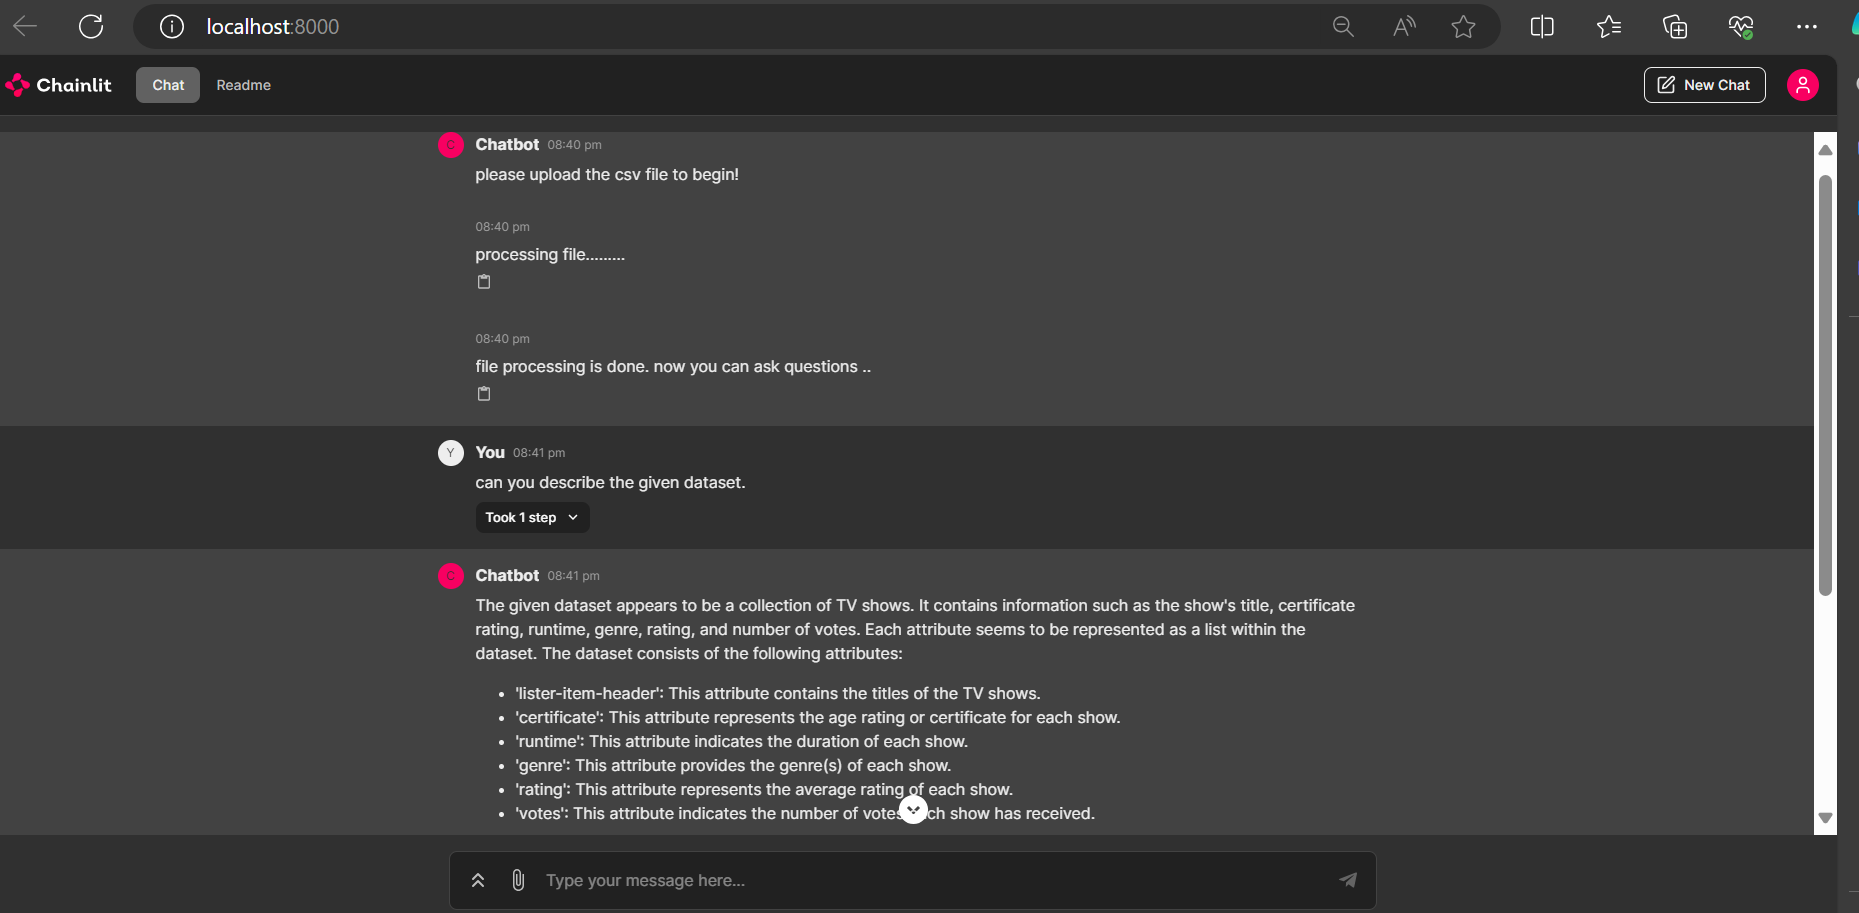 localhost:8000
Chainlit
Chat
Readme
New Chat
C
Chatbot 08:40 pm
please upload the csv file to begin!
08:40 pm
processing file.........
08:40 pm
file processing is done. now you can ask questions ..
Y
You 08:41 pm
can you describe the given dataset.
Took 1 step
C
Chatbot 08:41 pm
The given dataset appears to be a collection of TV shows. It contains information such as the show's title, certificate
rating, runtime, genre, rating, and number of votes. Each attribute seems to be represented as a list within the
dataset. The dataset consists of the following attributes:
• 'lister-item-header': This attribute contains the titles of the TV shows.
• 'certificate': This attribute represents the age rating or certificate for each show.
• 'runtime': This attribute indicates the duration of each show.
• 'genre': This attribute provides the genre(s) of each show.
• 'rating': This attribute represents the average rating of each show.
• 'votes': This attribute indicates the number of votes show has received.
Type your message here...